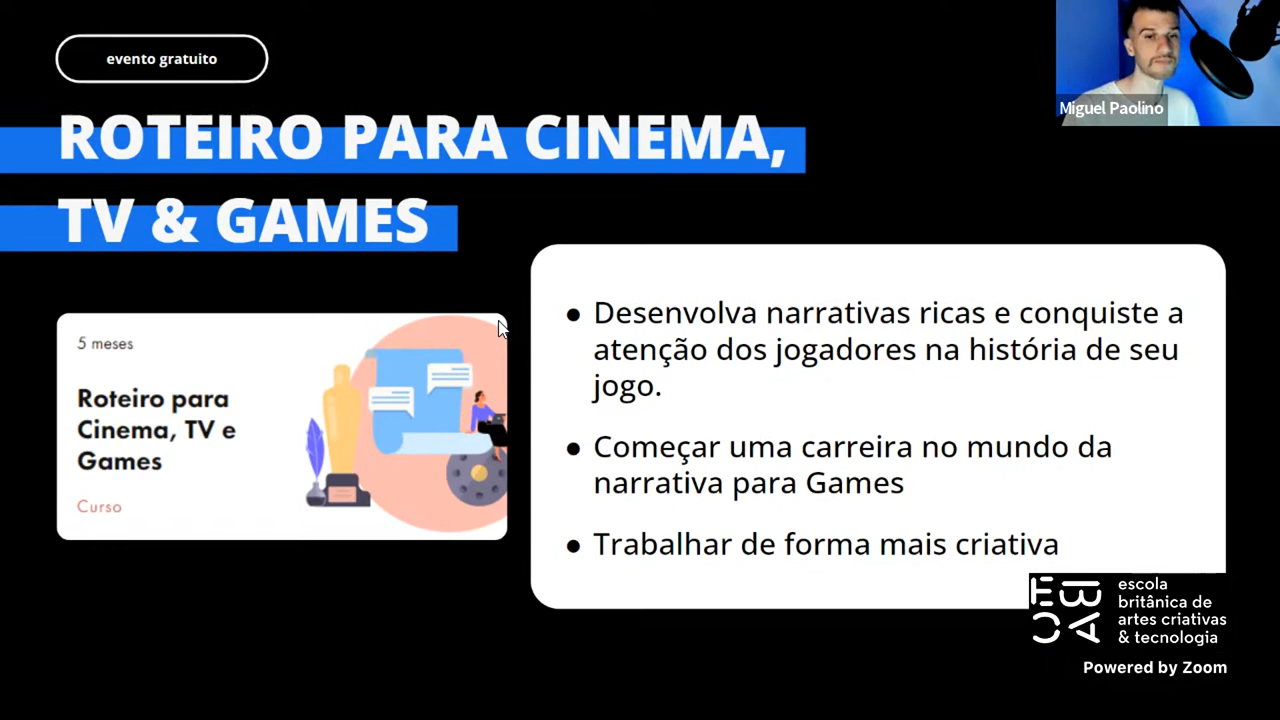 evento gratuito
Miguel Paolino
ROTEIRO PARA CINEMA,
TV & GAMES
5 meses
Roteiro para
Cinema, TV e
Games
Curso
● Desenvolva narrativas ricas e conquiste a
atenção dos jogadores na história de seu
jogo.
● Começar uma carreira no mundo da
narrativa para Games
● Trabalhar de forma mais criativa
EBAC
escola
britânica de
artes criativas
& tecnologia
Powered by Zoom